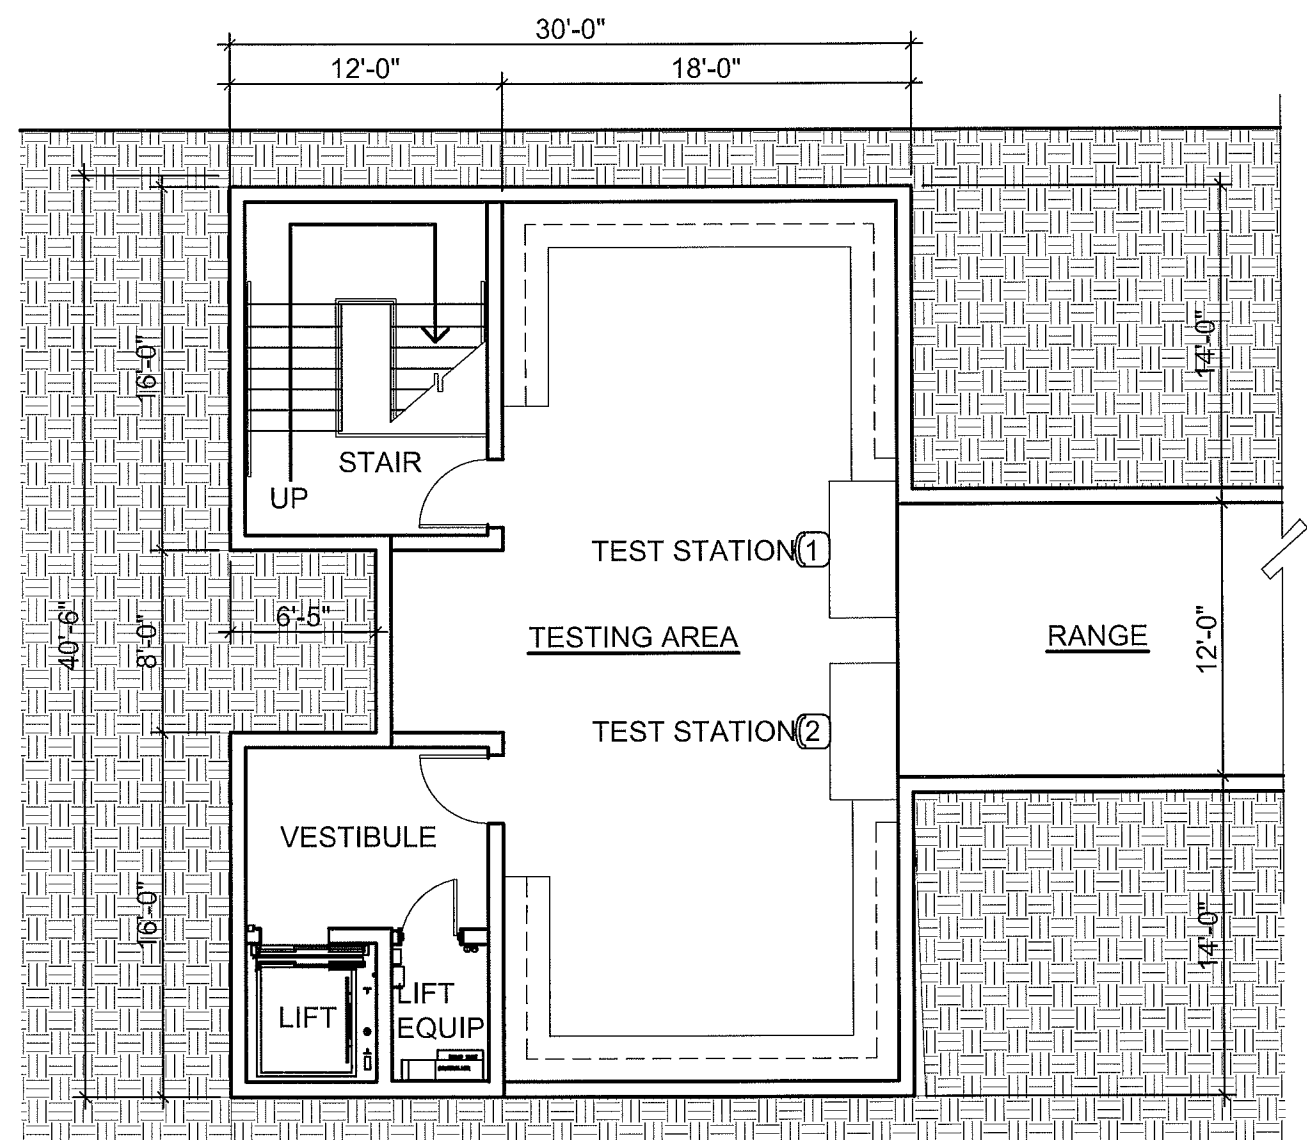 30'-0"
12'-0"
18'-0"
16'-0"
14'-0"
STAIR
UP
TEST STATION 1
40'-6"
8'-0"
6'-5"
TESTING AREA
RANGE
12'-0"
TEST STATION 2
VESTIBULE
16'-0"
14'-0"
LIFT
LIFT
EQUIP